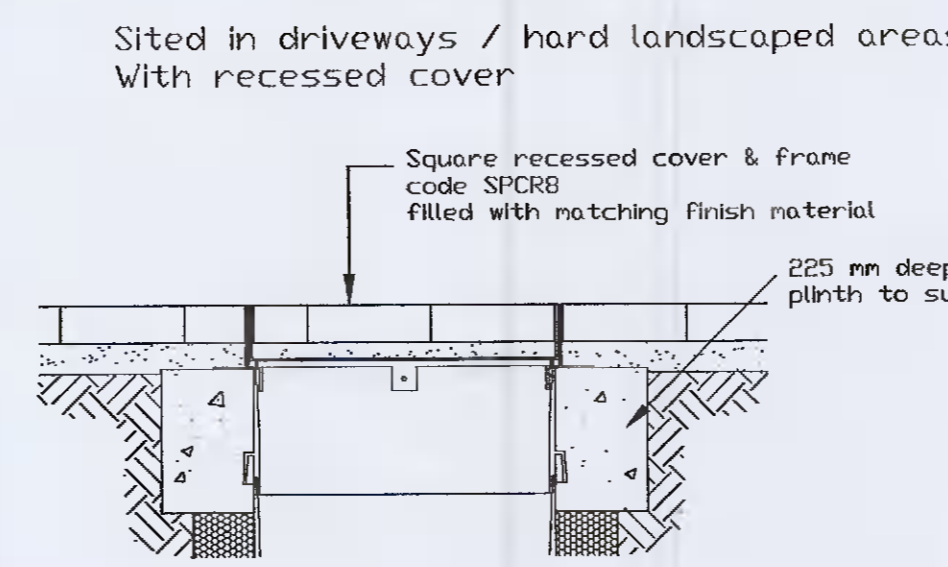 Sited in driveways / hard landscaped areas
With recessed cover
Square recessed cover & frame
code SPCR8
filled with matching finish material
225 mm deep
plinth to